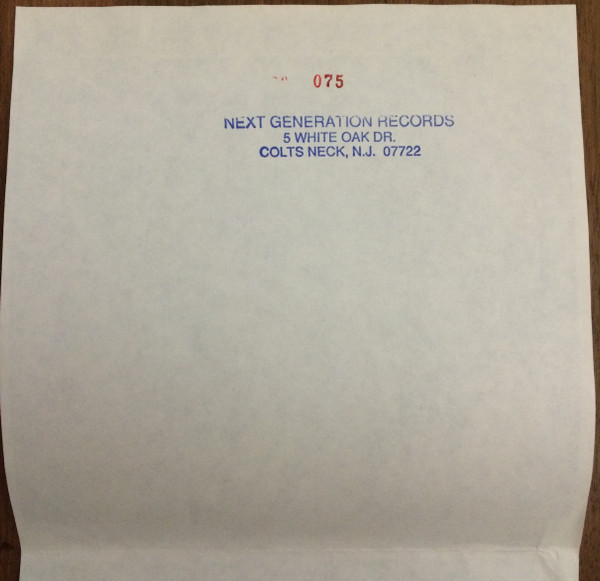 075
NEXT GENERATION RECORDS
5 WHITE OAK DR.
COLTS NECK, N.J. 07722